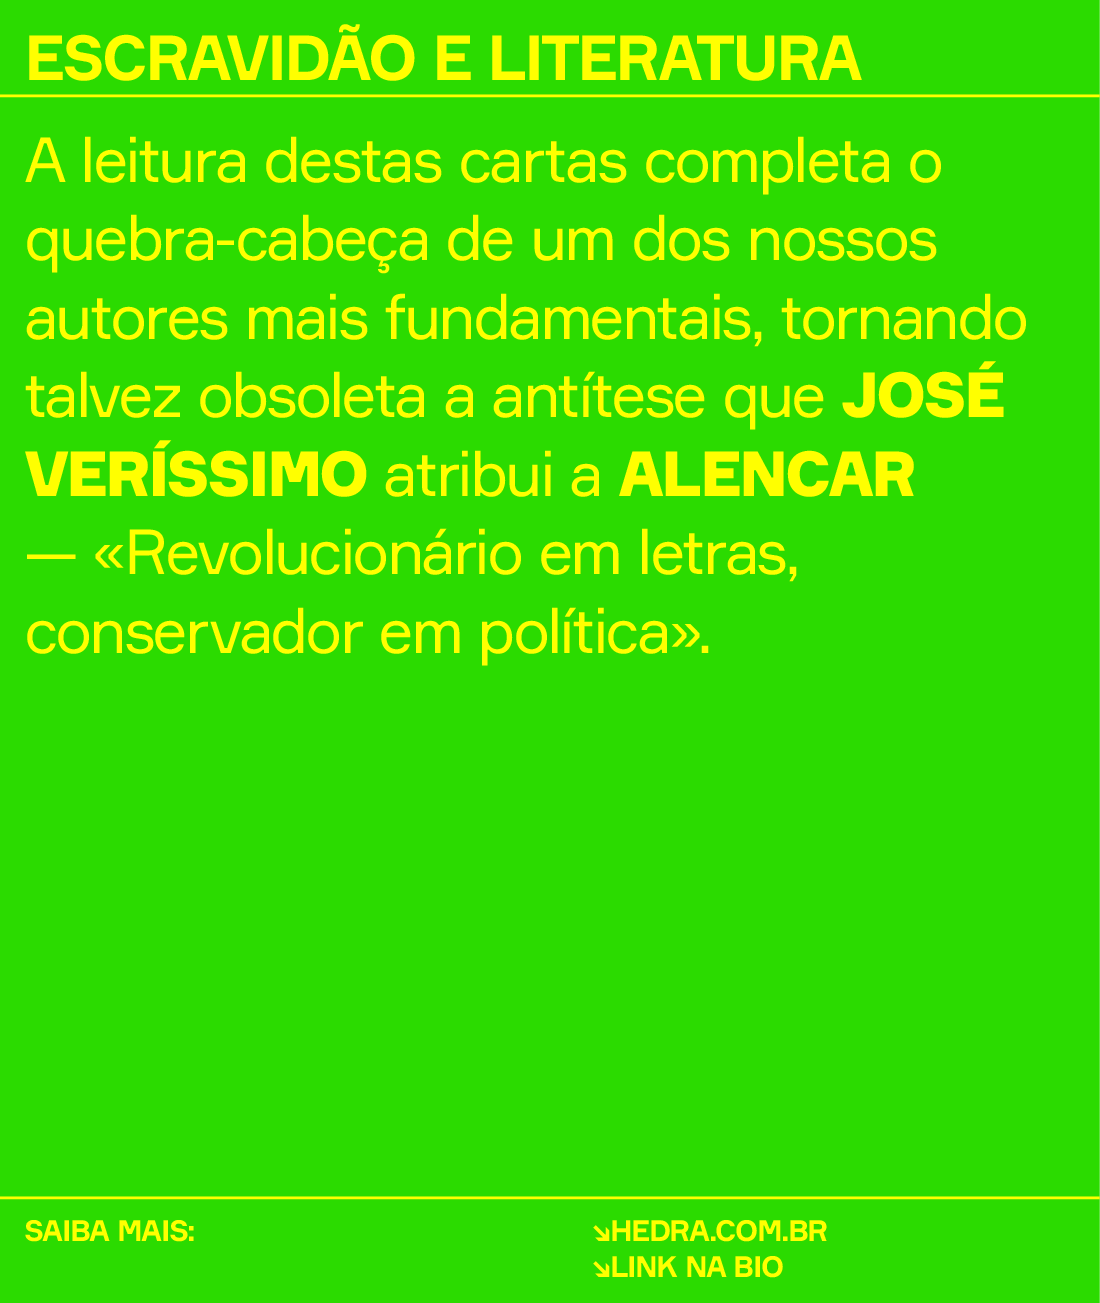 ESCRAVIDÃO E LITERATURA
A leitura destas cartas completa o
quebra-cabeça de um dos nossos
autores mais fundamentais, tornando
talvez obsoleta a antítese que JOSÉ
VERÍSSIMO atribui a ALENCAR
— «Revolucionário em letras,
conservador em política».
SAIBA MAIS:
↘HEDRA.COM.BR
↘LINK NA BIO